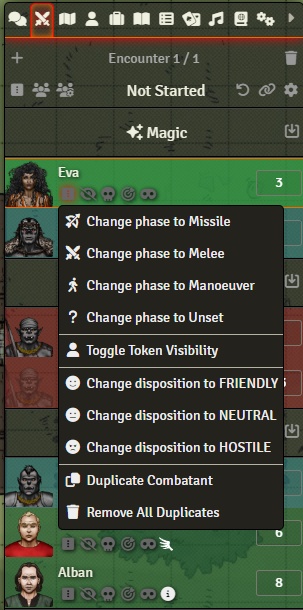 Encounter 1 / 1
Not Started
Magic
Eva
3
Change phase to Missile
Change phase to Melee
Change phase to Manoeuver
? Change phase to Unset
Toggle Token Visibility
Change disposition to FRIENDLY
Change disposition to NEUTRAL
Change disposition to HOSTILE
Duplicate Combatant
Remove All Duplicates
6
Alban
8